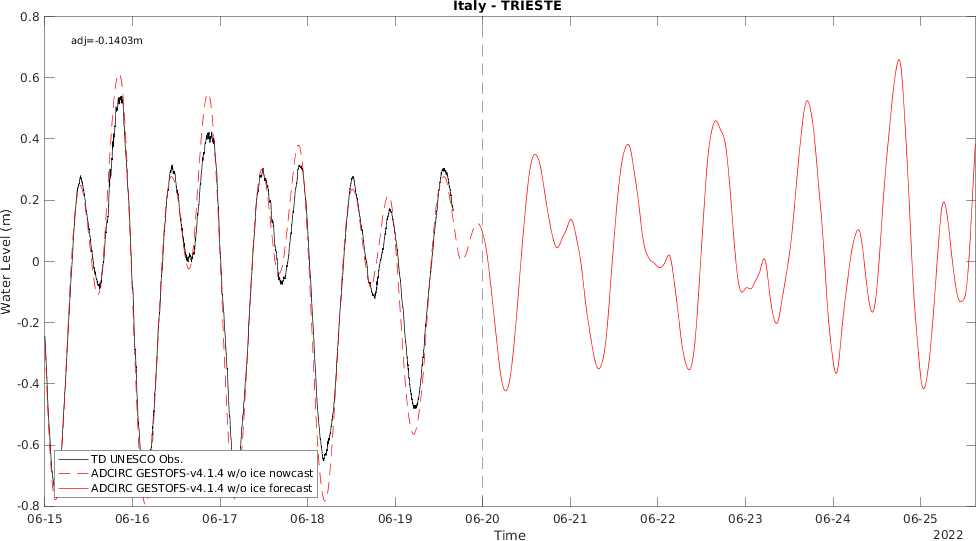 Italy - TRIESTE
adj=-0.1403m
0.8
0.6
0.4
0.2
0
-0.2
-0.4
-0.6
-0.8
Water Level (m)
TD UNESCO Obs.
ADCIRC GESTOFS-v4.1.4 w/o ice nowcast
ADCIRC GESTOFS-v4.1.4 w/o ice forecast
06-15 06-16 06-17 06-18 06-19 06-20 06-21 06-22 06-23 06-24 06-25
Time
2022